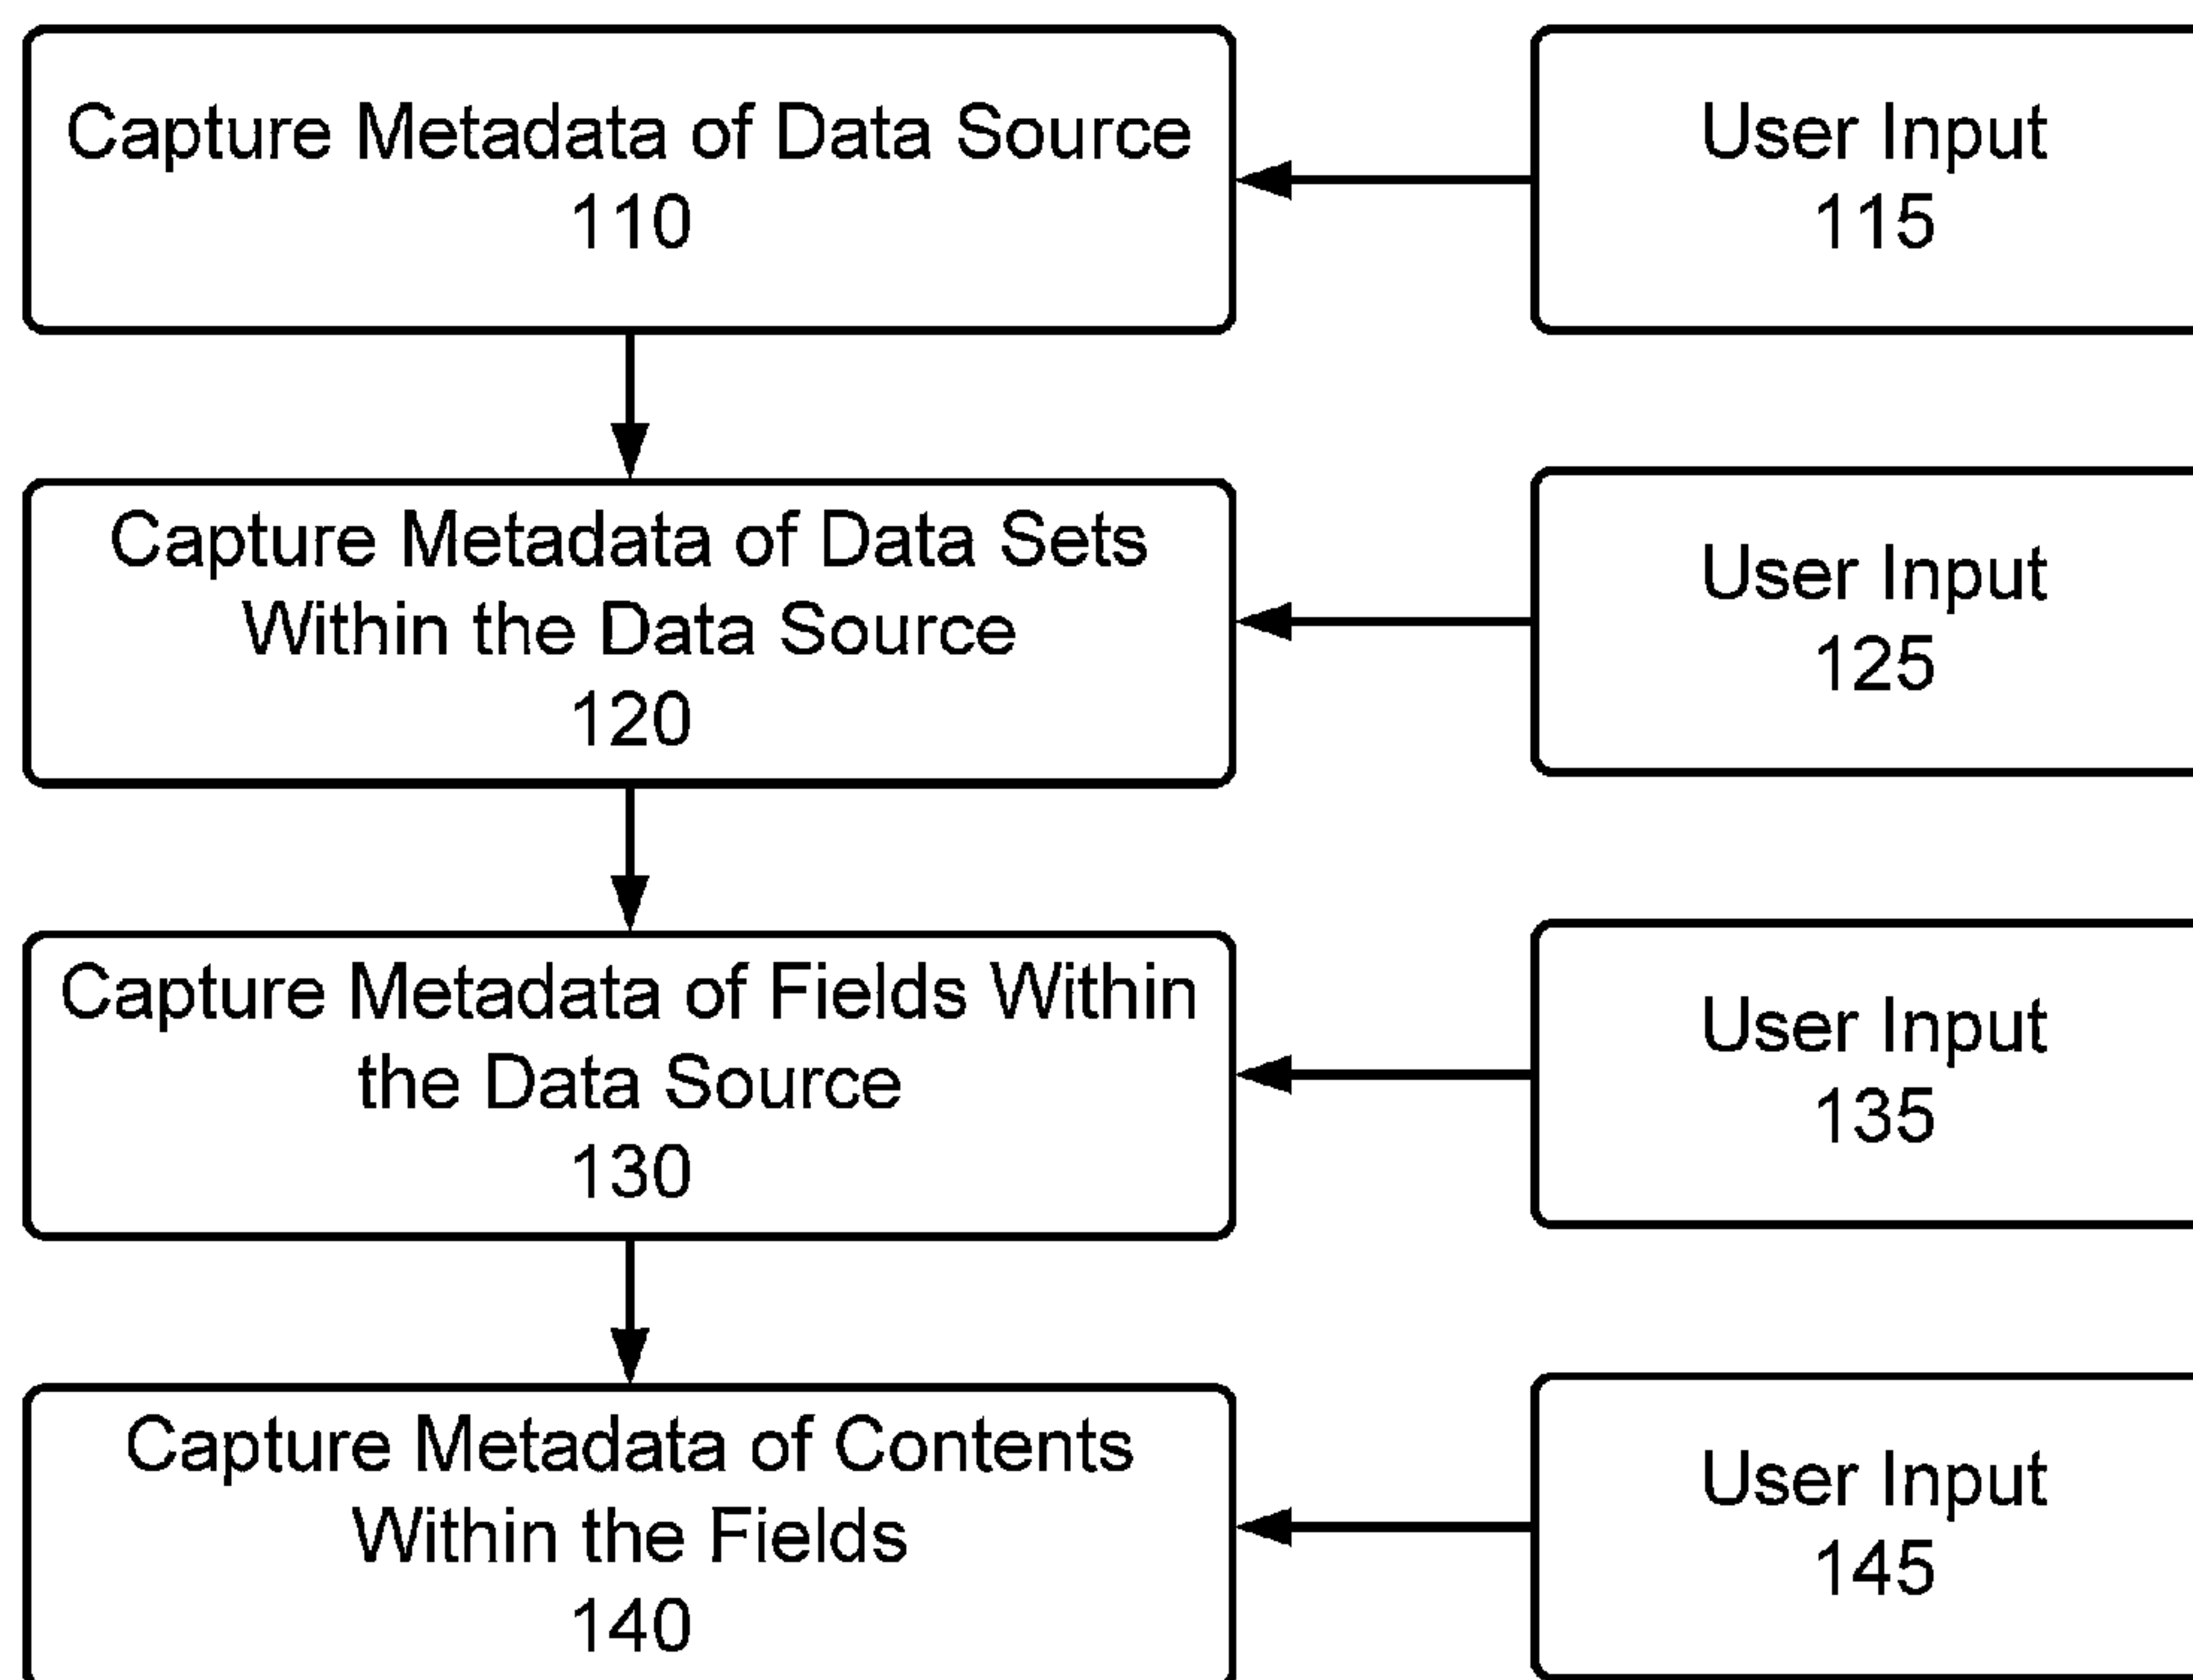 Capture Metadata of Data Source
110
User Input
115
Capture Metadata of Data Sets
Within the Data Source
120
User Input
125
Capture Metadata of Fields Within
the Data Source
130
User Input
135
Capture Metadata of Contents
Within the Fields
140
User Input
145